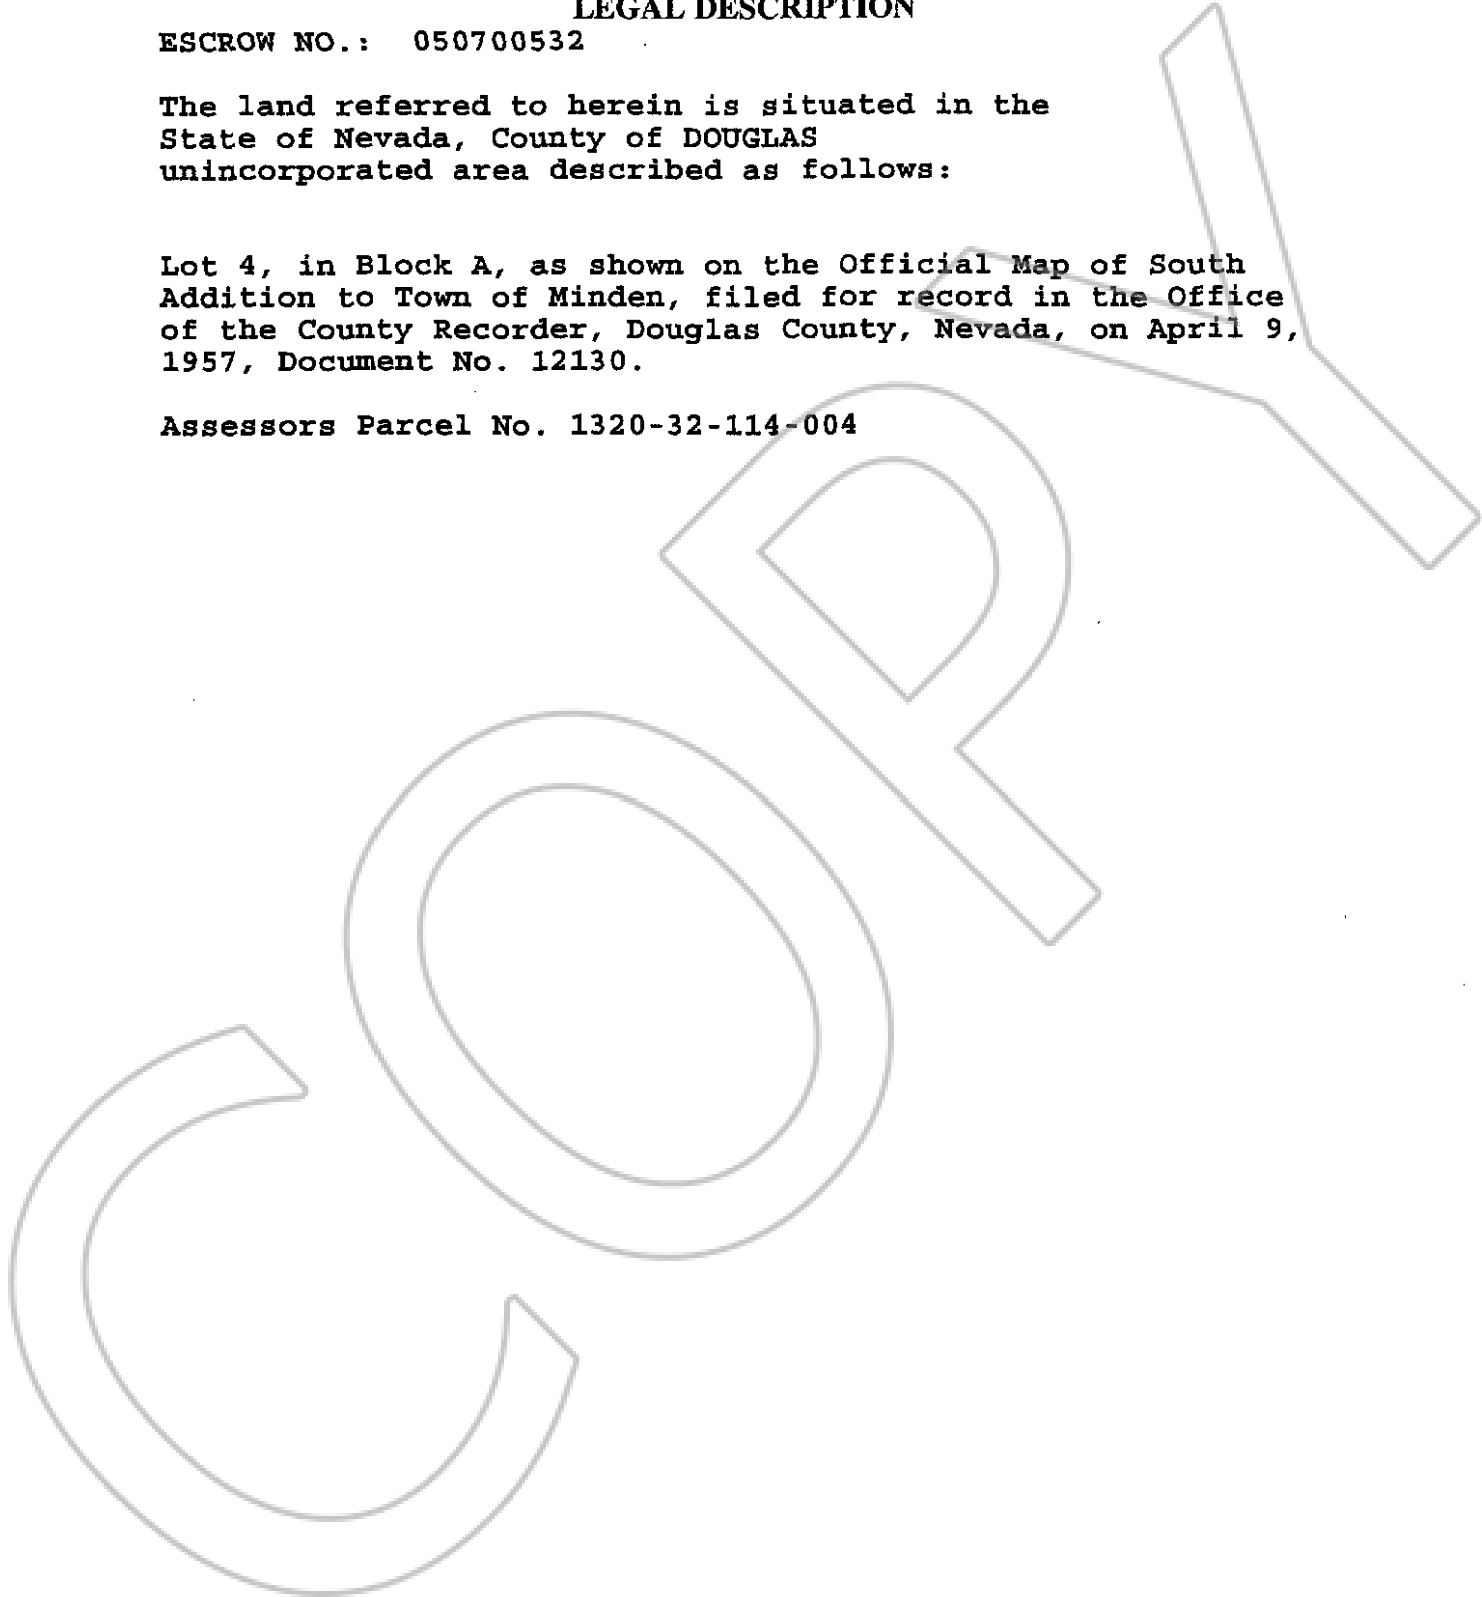 LEGAL DESCRIPTION
ESCROW NO.: 050700532
The land referred to herein is situated in the
State of Nevada, County of DOUGLAS
unincorporated area described as follows:
Lot 4, in Block A, as shown on the Official Map of South
Addition to Town of Minden, filed for record in the Office
of the County Recorder, Douglas County, Nevada, on April 9,
1957, Document No. 12130.
Assessors Parcel No. 1320-32-114-004
COPY